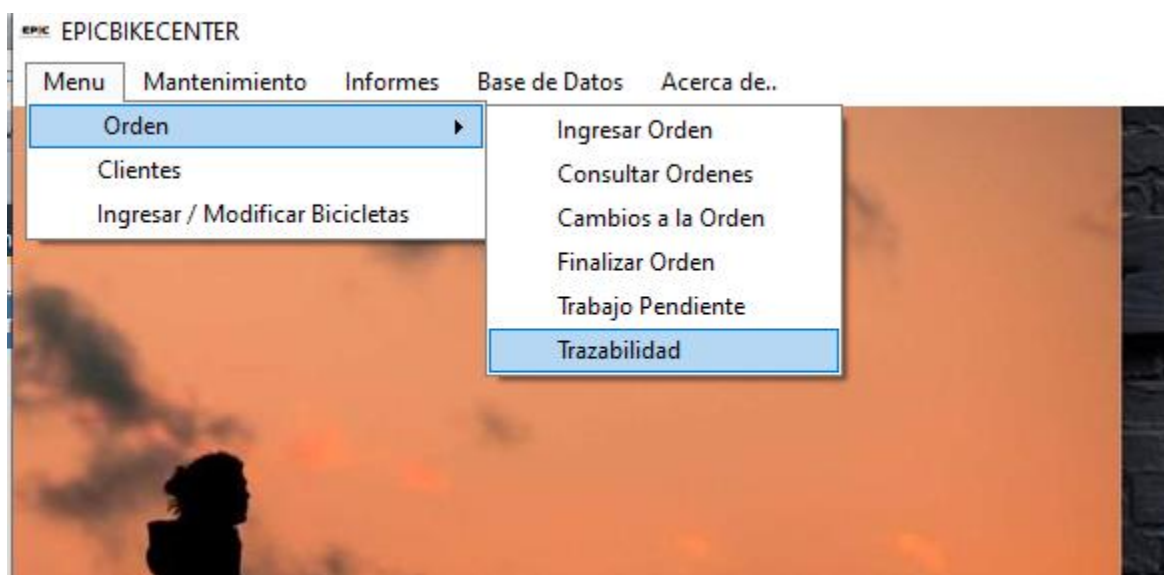 EPIC EPICBIKECENTER
Menu Mantenimiento Informes Base de Datos Acerca de..
Orden
Clientes
Ingresar / Modificar Bicicletas
Ingresar Orden
Consultar Ordenes
Cambios a la Orden
Finalizar Orden
Trabajo Pendiente
Trazabilidad